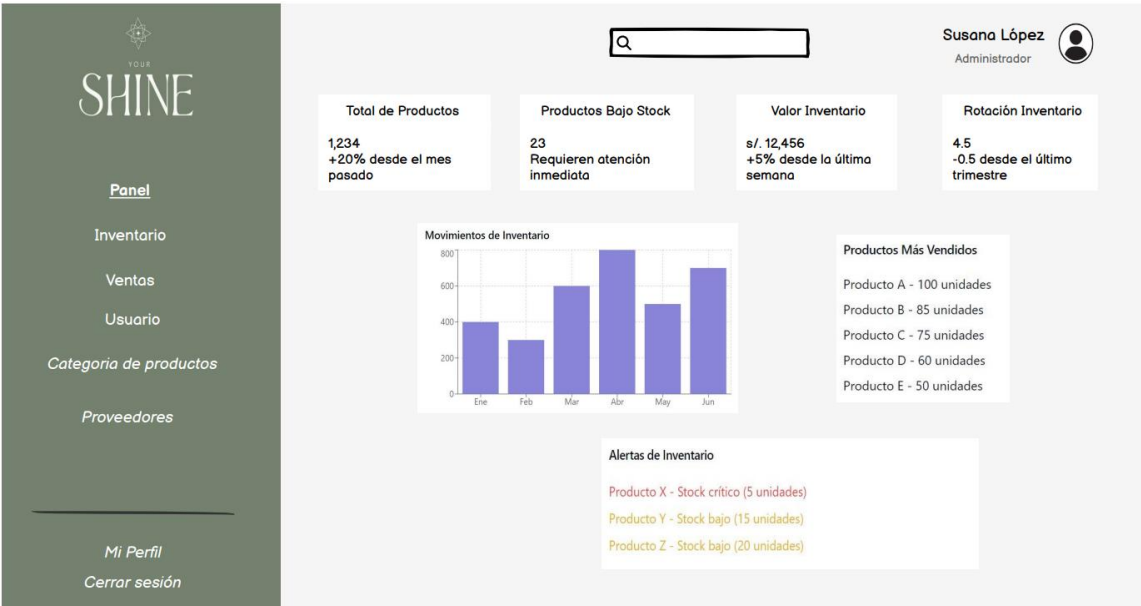 YOUR
SHINE
Panel
Inventario
Ventas
Usuario
Categoria de productos
Proveedores
Mi Perfil
Cerrar sesión
Susana López
Administrador
Total de Productos
1,234
+20% desde el mes
pasado
Productos Bajo Stock
23
Requieren atención
inmediata
Valor Inventario
s/. 12,456
+5% desde la última
semana
Rotación Inventario
4.5
-0.5 desde el último
trimestre
Movimientos de Inventario
800
600
400
200
0
Ene Feb Mar Abr May Jun
Productos Más Vendidos
Producto A - 100 unidades
Producto B - 85 unidades
Producto C - 75 unidades
Producto D - 60 unidades
Producto E - 50 unidades
Alertas de Inventario
Producto X - Stock crítico (5 unidades)
Producto Y - Stock bajo (15 unidades)
Producto Z - Stock bajo (20 unidades)